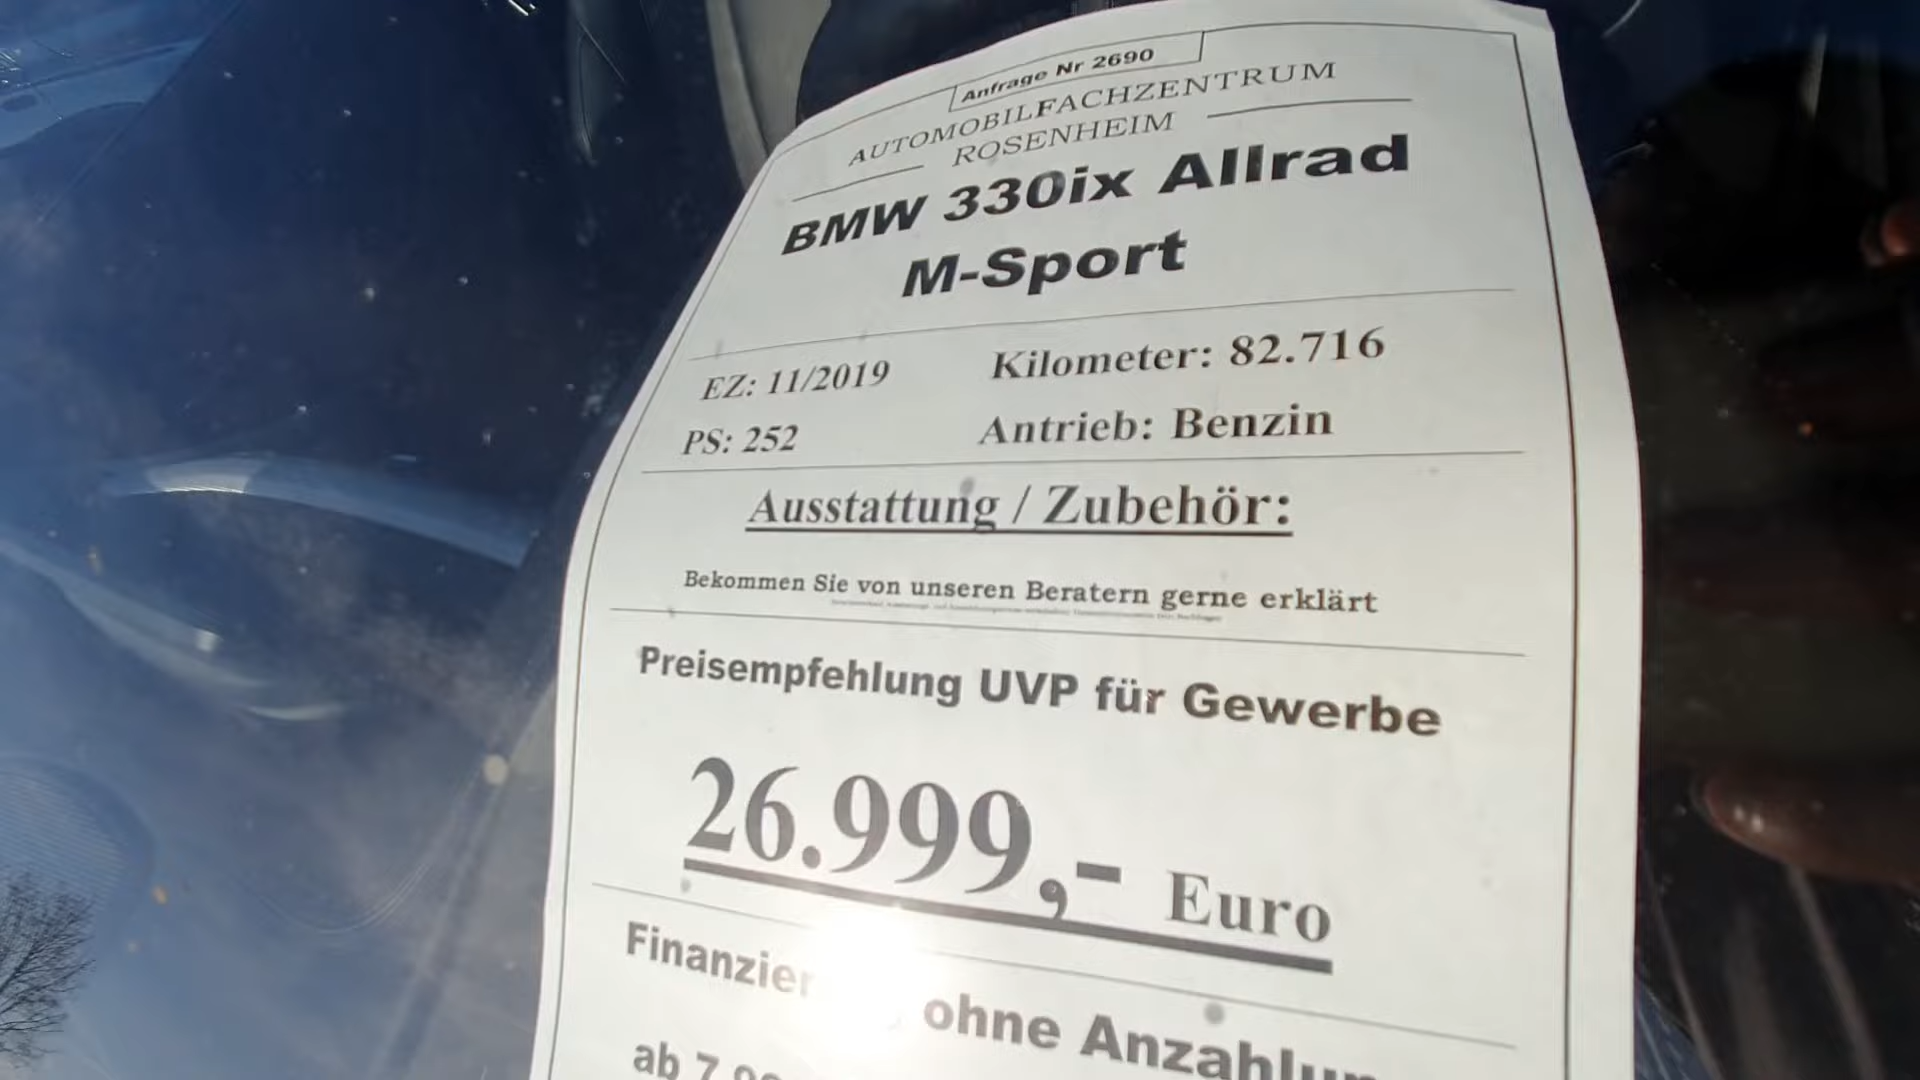 Anfrage Nr 2690
AUTOMOBILFACHZENTRUM
ROSENHEIM
BMW 330ix Allrad
M-Sport
EZ: 11/2019 Kilometer: 82.716
PS: 252 Antrieb: Benzin
Ausstattung / Zubehör:
Bekommen Sie von unseren Beratern gerne erklärt
Preisempfehlung UVP für Gewerbe
26.999,- Euro
ohne
ab